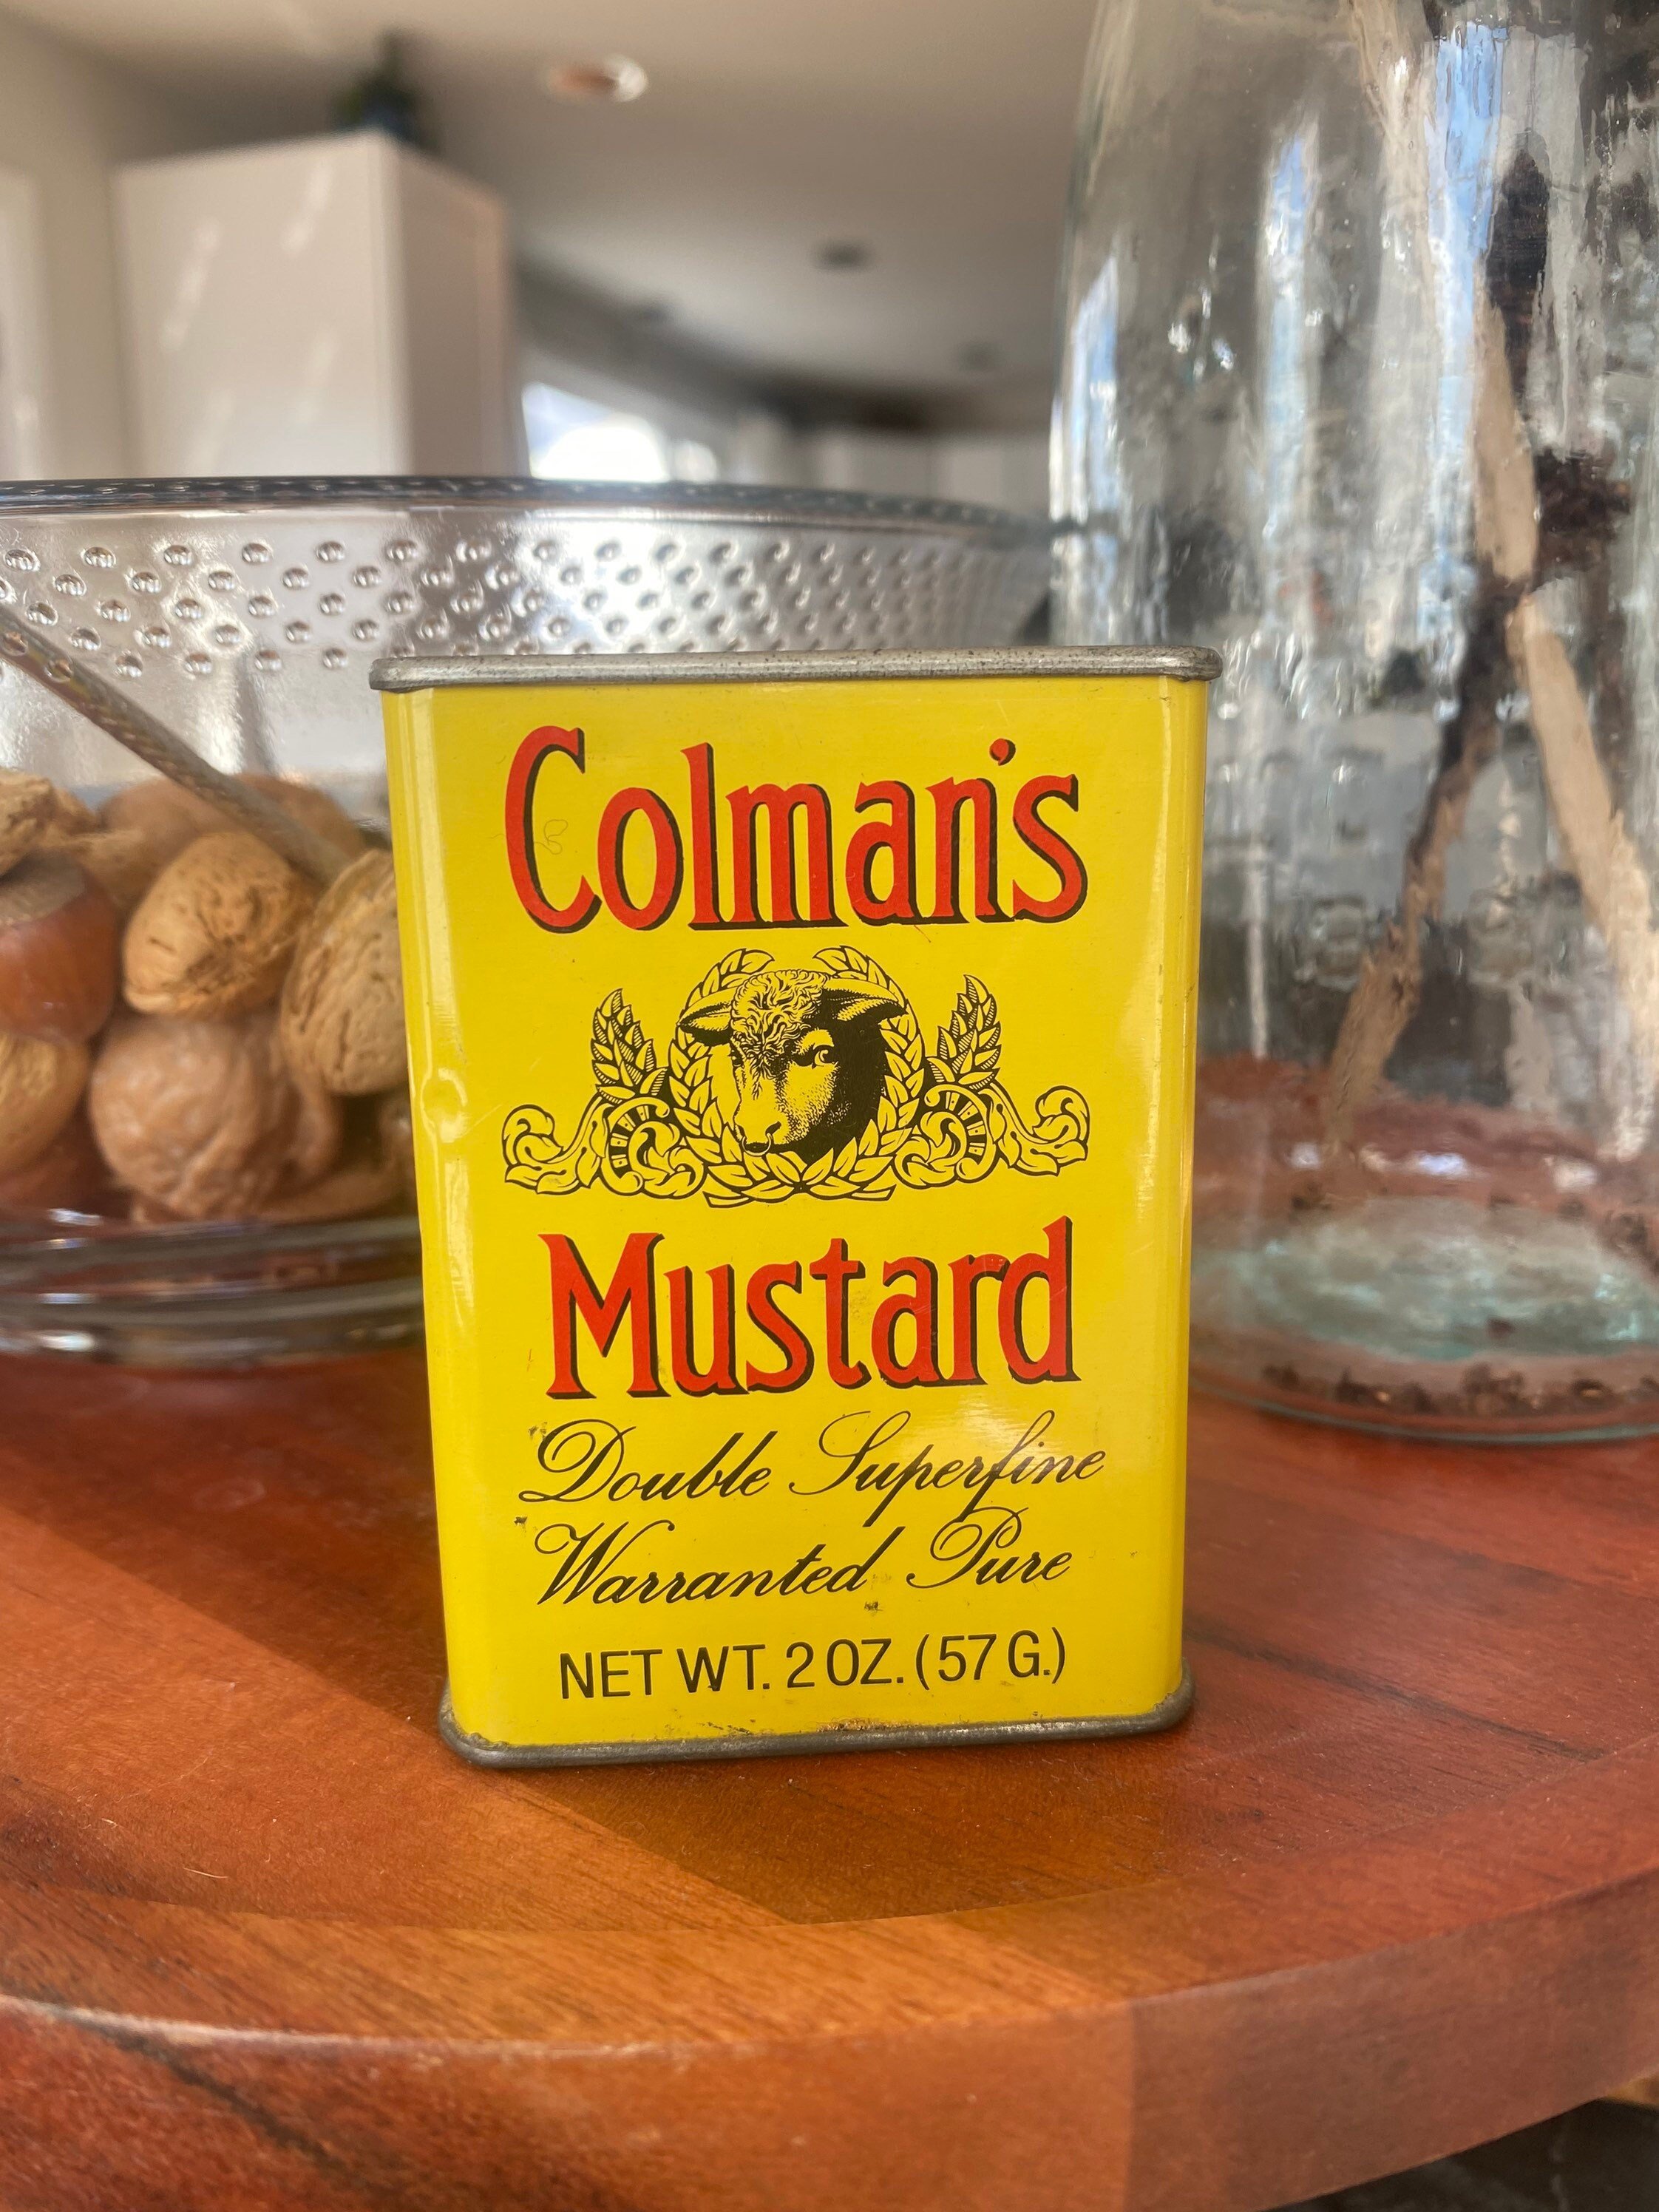 Colman's
Mustard
Double Superfine
Warranted Pure
NET WT. 2 OZ. (57 G.)